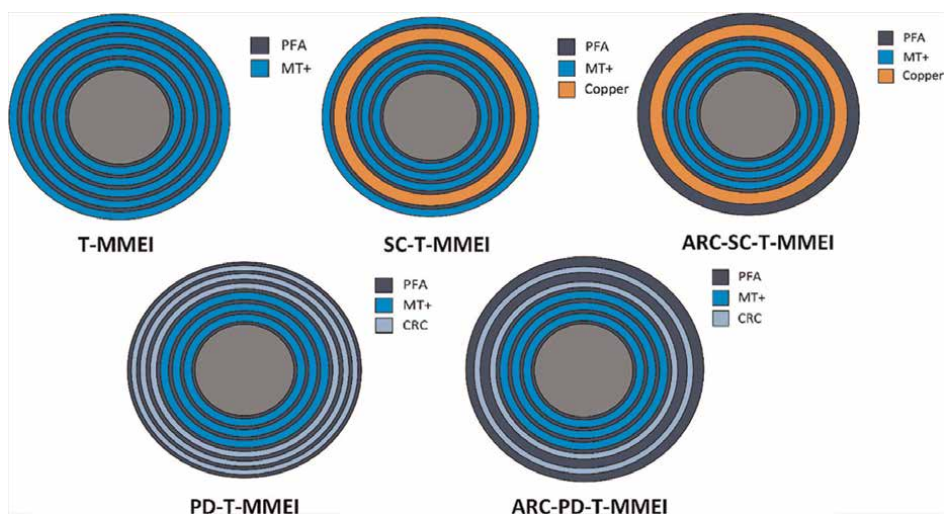 PFA
MT+
T-MMEI
PFA
MT+
Copper
SC-T-MMEI
PFA
MT+
Copper
ARC-SC-T-MMEI
PFA
MT+
CRC
PD-T-MMEI
PFA
MT+
CRC
ARC-PD-T-MMEI